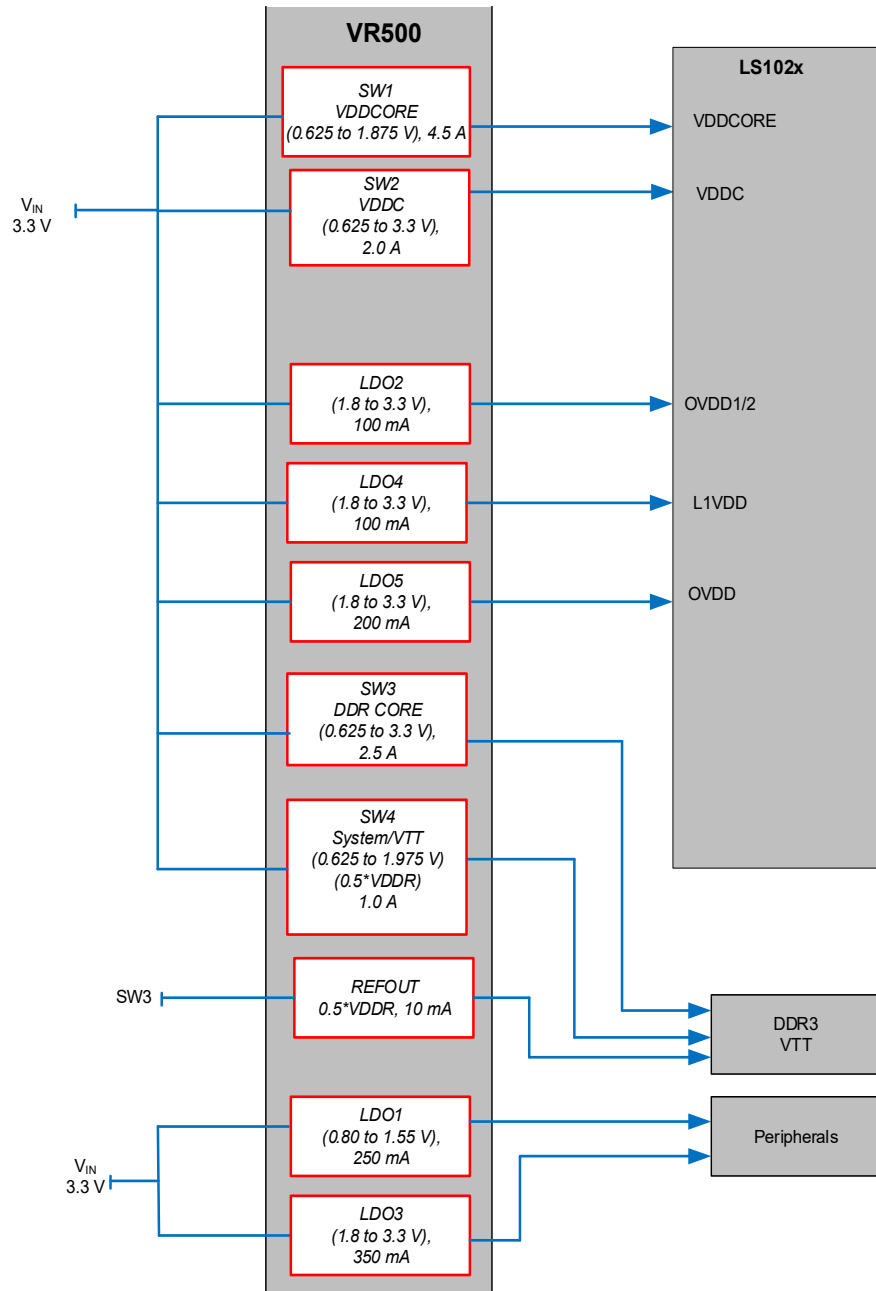 VR500
LS102x
SW1
VDDCORE
(0.625 to 1.875 V), 4.5 A
VDDCORE
SW2
VDDC
(0.625 to 3.3 V),
2.0 A
VDDC
VIN
3.3 V
LDO2
(1.8 to 3.3 V),
100 mA
OVDD1/2
LDO4
(1.8 to 3.3 V),
100 mA
L1VDD
LDO5
(1.8 to 3.3 V),
200 mA
OVDD
SW3
DDR CORE
(0.625 to 3.3 V),
2.5 A
SW4
System/VTT
(0.625 to 1.975 V)
(0.5*VDDR)
1.0 A
SW3
REFOUT
0.5*VDDR, 10 mA
DDR3
VTT
LDO1
(0.80 to 1.55 V),
250 mA
Peripherals
VIN
3.3 V
LDO3
(1.8 to 3.3 V),
350 mA